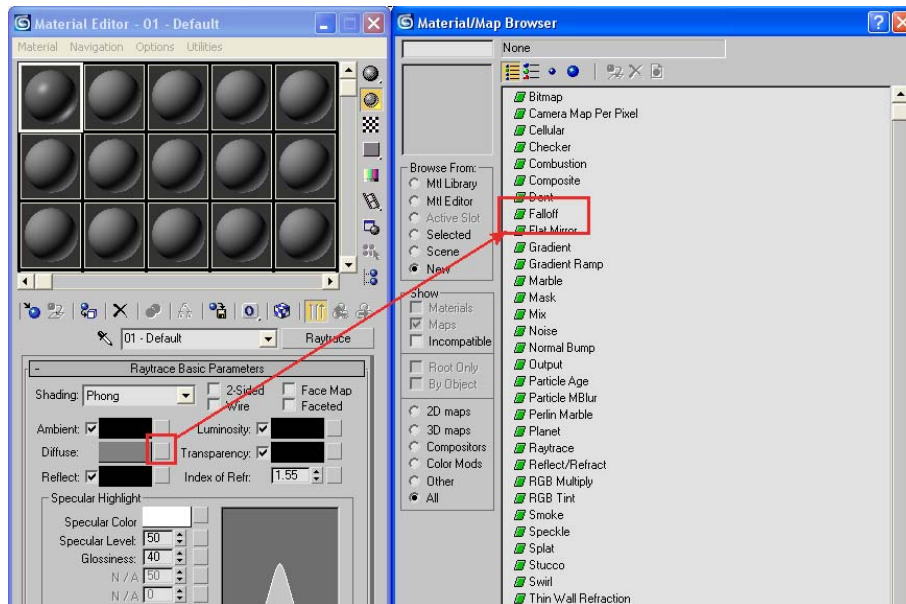 Material Editor - 01 - Default
Material Navigation Options Utilities
01 - Default
Raytrace
- Raytrace Basic Parameters
Shading: Phong
2-Sided
Face Map
Wire
Faceted
Ambient:
Luminosity:
Diffuse:
Transparency:
Reflect:
Index of Refr: 1.55
Specular Highlight
Specular Color
Specular Level: 50
Glossiness: 40
N / A 50
N / A 0
Material/Map Browser
None
Browse From:
Mtl Library
Mtl Editor
Active Slot
Selected
Scene
New
Show
Materials
Maps
Incompatible
Root Only
By Object
2D maps
3D maps
Compositors
Color Mods
Other
All
Bitmap
Camera Map Per Pixel
Cellular
Checker
Combustion
Composite
Dent
Falloff
Flat Mirror
Gradient
Gradient Ramp
Marble
Mask
Mix
Noise
Normal Bump
Output
Particle Age
Particle MBlur
Perlin Marble
Planet
Raytrace
Reflect/Refract
RGB Multiply
RGB Tint
Smoke
Speckle
Splat
Stucco
Swirl
Thin Wall Refraction